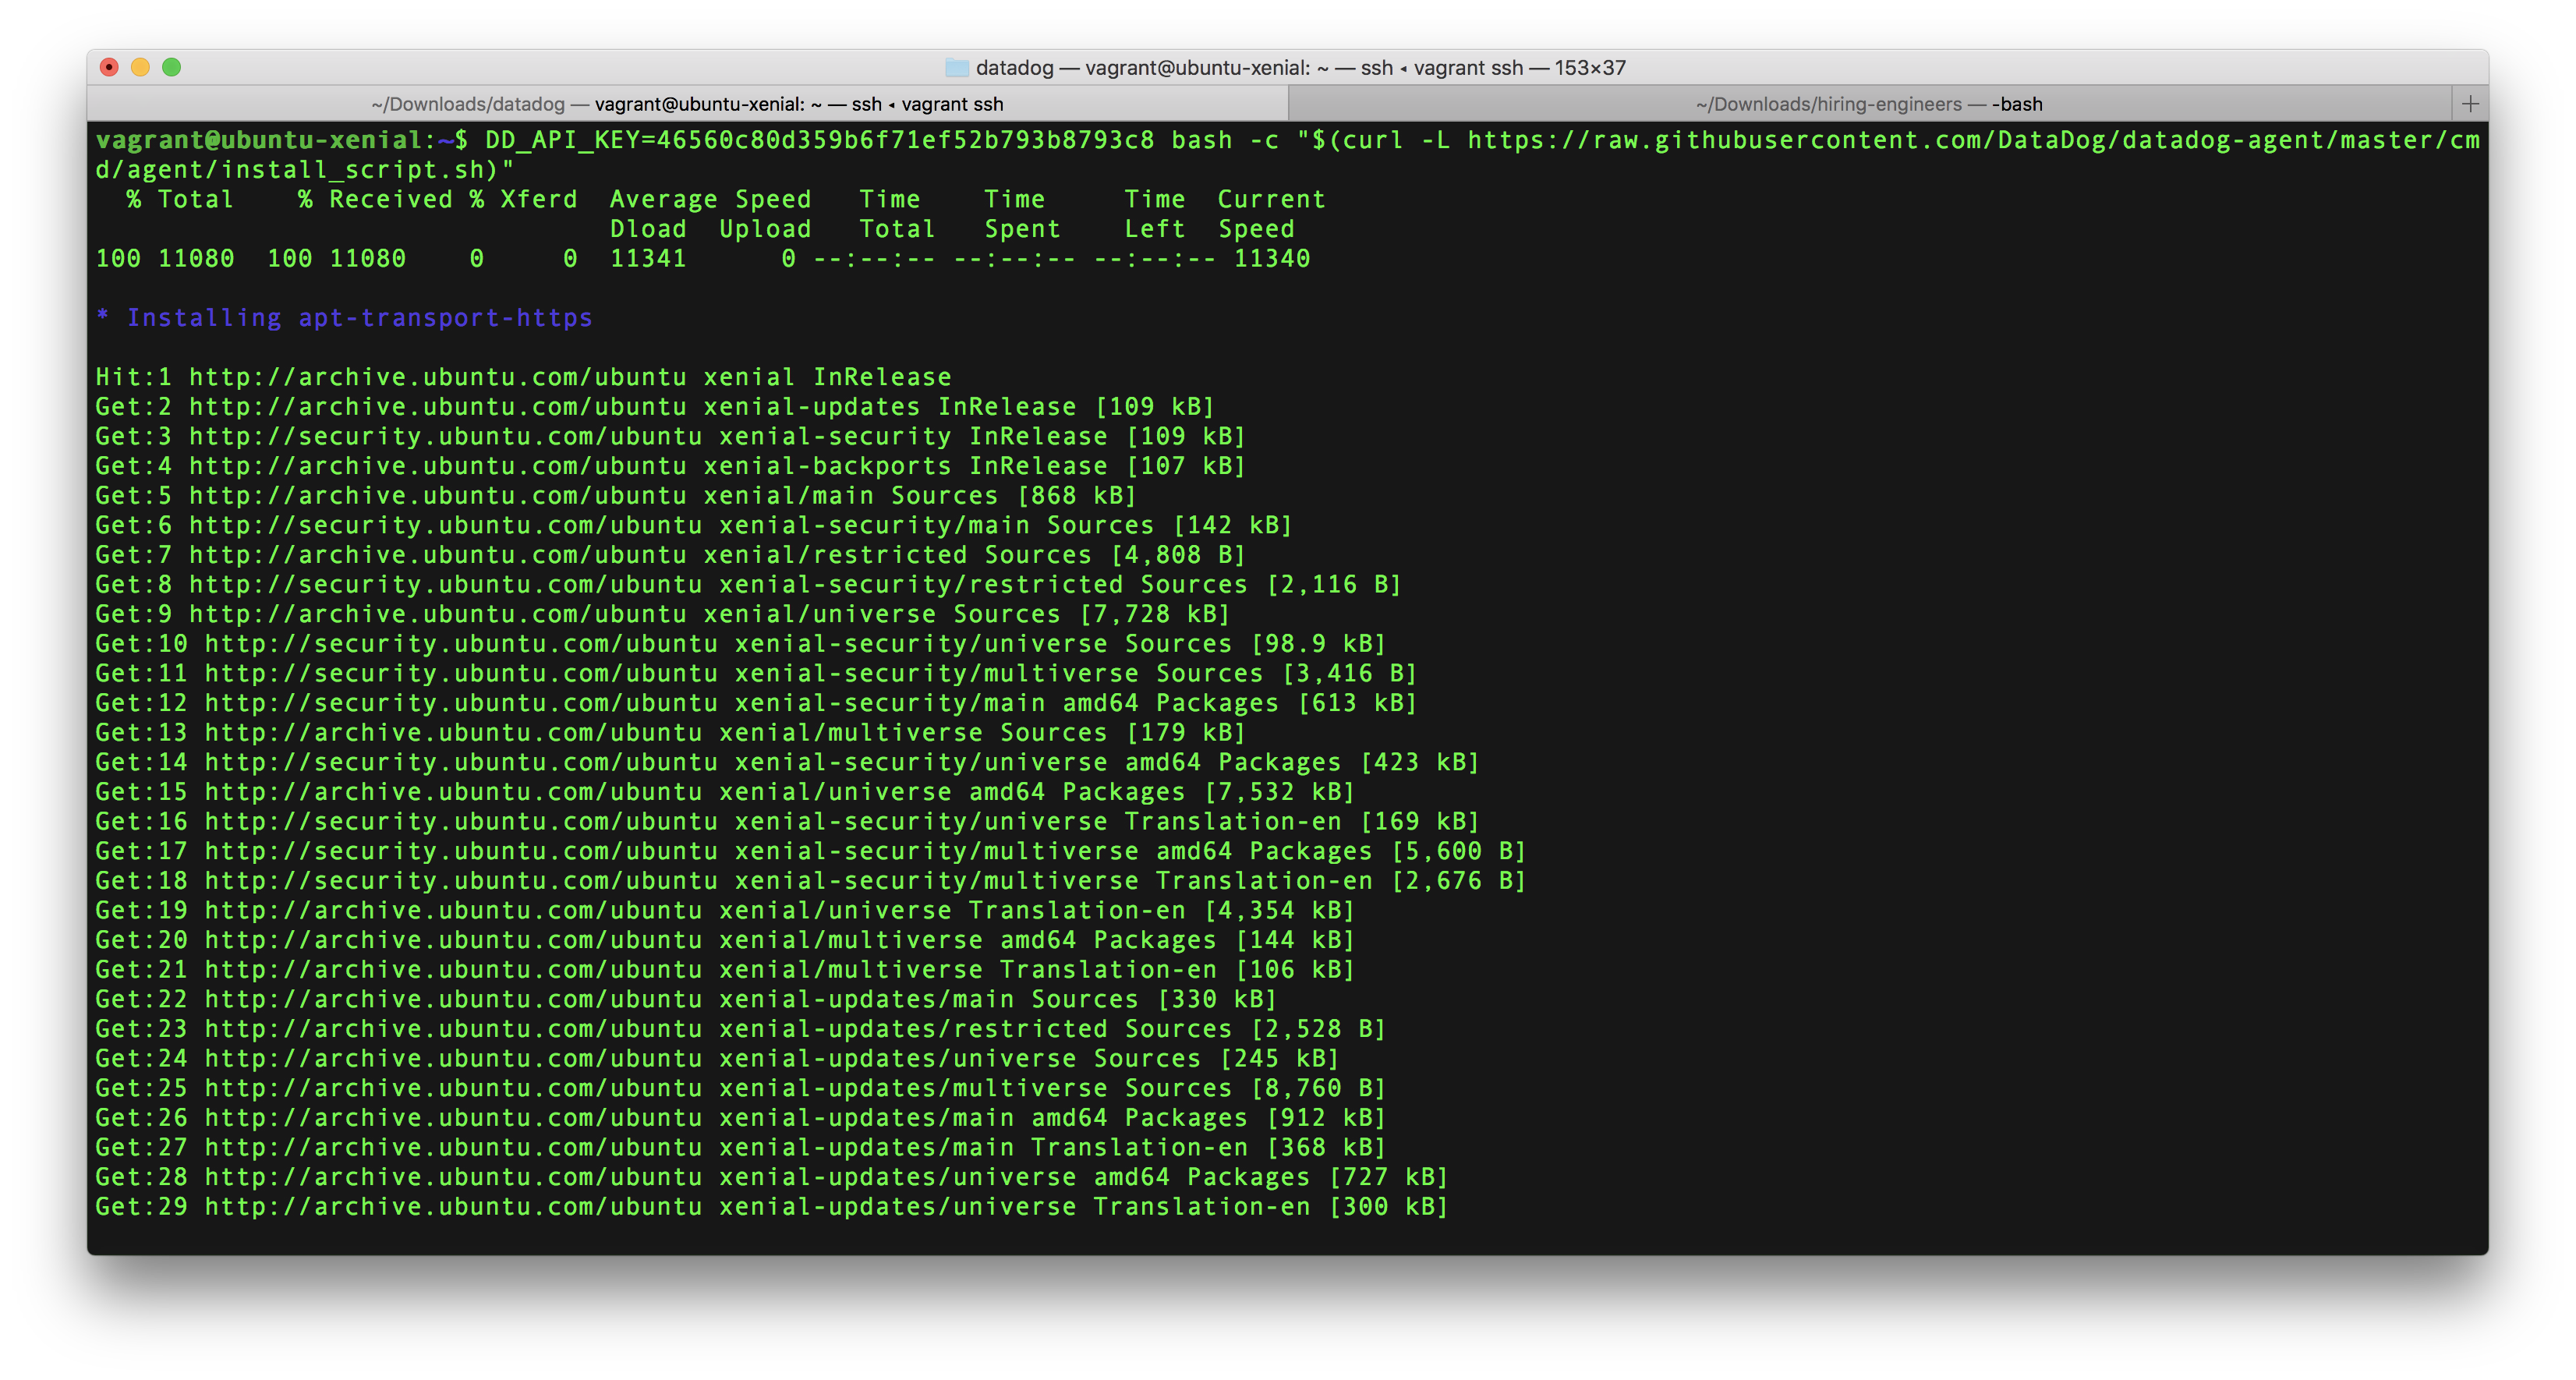 datadog — vagrant@ubuntu-xenial: ~ — ssh ◂ vagrant ssh — 153×37
~/Downloads/datadog — vagrant@ubuntu-xenial: ~ — ssh ◂ vagrant ssh
~/Downloads/hiring-engineers — -bash
vagrant@ubuntu-xenial:~$ DD_API_KEY=46560c80d359b6f71ef52b793b8793c8 bash -c "$(curl -L https://raw.githubusercontent.com/DataDog/datadog-agent/master/cm
d/agent/install_script.sh)"
  % Total    % Received % Xferd  Average Speed   Time    Time     Time  Current
                                 Dload  Upload   Total   Spent    Left  Speed
100 11080  100 11080    0     0  11341      0 --:--:-- --:--:-- --:--:-- 11340
* Installing apt-transport-https
Hit:1 http://archive.ubuntu.com/ubuntu xenial InRelease
Get:2 http://archive.ubuntu.com/ubuntu xenial-updates InRelease [109 kB]
Get:3 http://security.ubuntu.com/ubuntu xenial-security InRelease [109 kB]
Get:4 http://archive.ubuntu.com/ubuntu xenial-backports InRelease [107 kB]
Get:5 http://archive.ubuntu.com/ubuntu xenial/main Sources [868 kB]
Get:6 http://security.ubuntu.com/ubuntu xenial-security/main Sources [142 kB]
Get:7 http://archive.ubuntu.com/ubuntu xenial/restricted Sources [4,808 B]
Get:8 http://security.ubuntu.com/ubuntu xenial-security/restricted Sources [2,116 B]
Get:9 http://archive.ubuntu.com/ubuntu xenial/universe Sources [7,728 kB]
Get:10 http://security.ubuntu.com/ubuntu xenial-security/universe Sources [98.9 kB]
Get:11 http://security.ubuntu.com/ubuntu xenial-security/multiverse Sources [3,416 B]
Get:12 http://security.ubuntu.com/ubuntu xenial-security/main amd64 Packages [613 kB]
Get:13 http://archive.ubuntu.com/ubuntu xenial/multiverse Sources [179 kB]
Get:14 http://security.ubuntu.com/ubuntu xenial-security/universe amd64 Packages [423 kB]
Get:15 http://archive.ubuntu.com/ubuntu xenial/universe amd64 Packages [7,532 kB]
Get:16 http://security.ubuntu.com/ubuntu xenial-security/universe Translation-en [169 kB]
Get:17 http://security.ubuntu.com/ubuntu xenial-security/multiverse amd64 Packages [5,600 B]
Get:18 http://security.ubuntu.com/ubuntu xenial-security/multiverse Translation-en [2,676 B]
Get:19 http://archive.ubuntu.com/ubuntu xenial/universe Translation-en [4,354 kB]
Get:20 http://archive.ubuntu.com/ubuntu xenial/multiverse amd64 Packages [144 kB]
Get:21 http://archive.ubuntu.com/ubuntu xenial/multiverse Translation-en [106 kB]
Get:22 http://archive.ubuntu.com/ubuntu xenial-updates/main Sources [330 kB]
Get:23 http://archive.ubuntu.com/ubuntu xenial-updates/restricted Sources [2,528 B]
Get:24 http://archive.ubuntu.com/ubuntu xenial-updates/universe Sources [245 kB]
Get:25 http://archive.ubuntu.com/ubuntu xenial-updates/multiverse Sources [8,760 B]
Get:26 http://archive.ubuntu.com/ubuntu xenial-updates/main amd64 Packages [912 kB]
Get:27 http://archive.ubuntu.com/ubuntu xenial-updates/main Translation-en [368 kB]
Get:28 http://archive.ubuntu.com/ubuntu xenial-updates/universe amd64 Packages [727 kB]
Get:29 http://archive.ubuntu.com/ubuntu xenial-updates/universe Translation-en [300 kB]